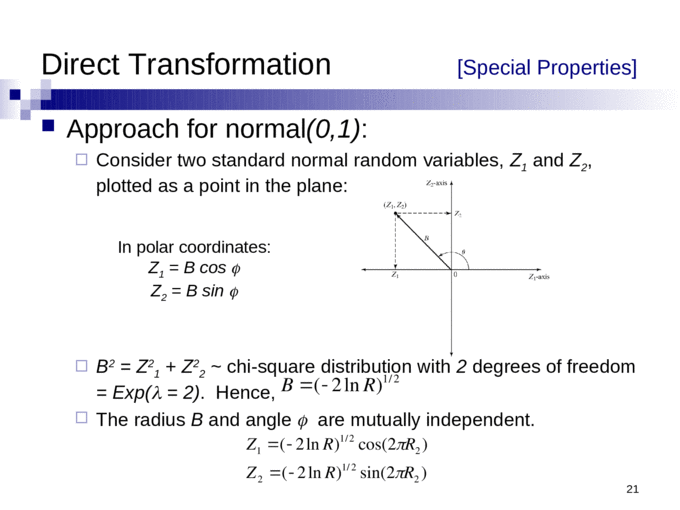 Direct Transformation [Special Properties]
Approach for normal(0,1):
Consider two standard normal random variables, Z1 and Z2,
plotted as a point in the plane:
Z2-axis
(Z1, Z2)
Z2
B
θ
Z1
0
Z1-axis
In polar coordinates:
Z1 = B cos ϕ
Z2 = B sin ϕ
B² = Z²1 + Z²2 ~ chi-square distribution with 2 degrees of freedom
= Exp(λ = 2). Hence, B = (- 2 ln R)^1/2
The radius B and angle ϕ are mutually independent.
Z1 = (- 2 ln R)^1/2 cos(2πR2)
Z2 = (- 2 ln R)^1/2 sin(2πR2)
21